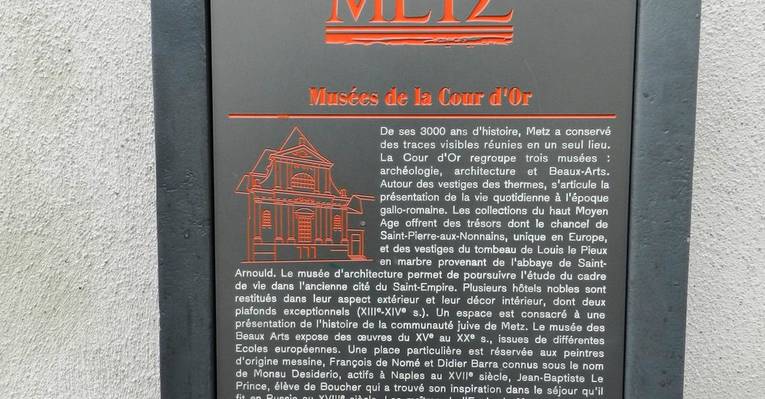 METZ
Musées de la Cour d'Or
De ses 3000 ans d'histoire, Metz a conservé
des traces visibles réunies en un seul lieu.
La Cour d'Or regroupe trois musées :
archéologie, architecture et Beaux-Arts.
Autour des vestiges des thermes, s'articule la
présentation de la vie quotidienne à l'époque
gallo-romaine. Les collections du haut Moyen
Age offrent des trésors dont le chancel de
Saint-Pierre-aux-Nonnains, unique en Europe,
et des vestiges du tombeau de Louis le Pieux
en marbre provenant de l'abbaye de Saint-
Arnould. Le musée d'architecture permet de poursuivre l'étude du cadre
de vie dans l'ancienne cité du Saint-Empire. Plusieurs hôtels nobles sont
restitués dans leur aspect extérieur et leur décor intérieur, dont deux
plafonds exceptionnels (XIIIᵉ-XIVᵉ s.). Un espace est consacré à une
présentation de l'histoire de la communauté juive de Metz. Le musée des
Beaux Arts expose des œuvres du XVᵉ au XXᵉ s., issues de différentes
Ecoles européennes. Une place particulière est réservée aux peintres
d'origine messine, François de Nomé et Didier Barra connus sous le nom
de Monsu Desiderio, actifs à Naples au XVIIᵉ siècle, Jean-Baptiste Le
Prince, élève de Boucher qui a trouvé son inspiration dans le séjour qu'il
fit en Russie au XVIIIᵉ siècle.